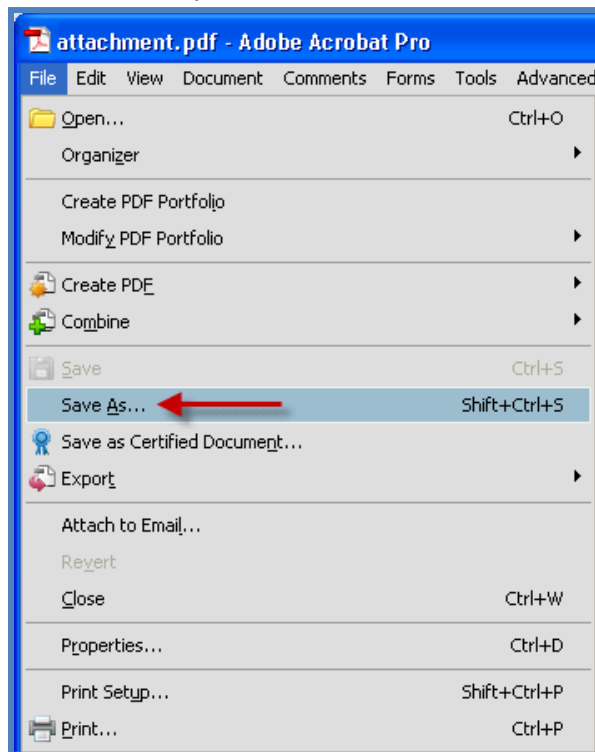 attachment.pdf - Adobe Acrobat Pro
File Edit View Document Comments Forms Tools Advanced
Open... Ctrl+O
Organizer
Create PDF Portfolio
Modify PDF Portfolio
Create PDF
Combine
Save Ctrl+S
Save As... Shift+Ctrl+S
Save as Certified Document...
Export
Attach to Email...
Revert
Close Ctrl+W
Properties... Ctrl+D
Print Setup... Shift+Ctrl+P
Print... Ctrl+P